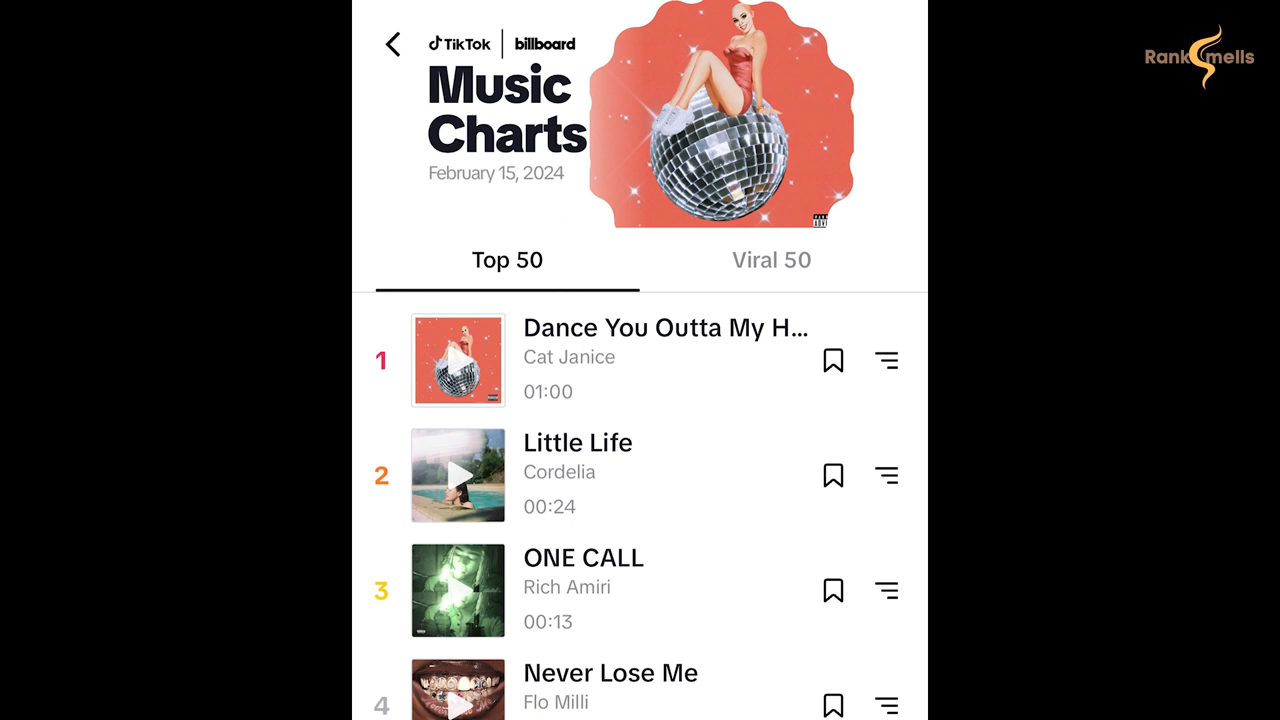 TikTok | billboard
Music
Charts
February 15, 2024
RankSmells
Top 50
Viral 50
1
Dance You Outta My H...
Cat Janice
01:00
2
Little Life
Cordelia
00:24
3
ONE CALL
Rich Amiri
00:13
4
Never Lose Me
Flo Milli